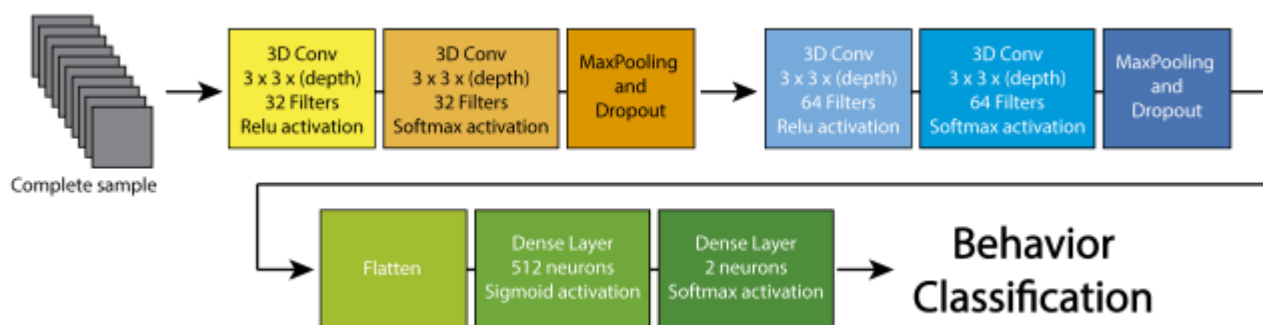 Complete sample
3D Conv
3 x 3 x (depth)
32 Filters
Relu activation
3D Conv
3 x 3 x (depth)
32 Filters
Softmax activation
MaxPooling
and
Dropout
3D Conv
3 x 3 x (depth)
64 Filters
Relu activation
3D Conv
3 x 3 x (depth)
64 Filters
Softmax activation
MaxPooling
and
Dropout
Flatten
Dense Layer
512 neurons
Sigmoid activation
Dense Layer
2 neurons
Softmax activation
Behavior
Classification